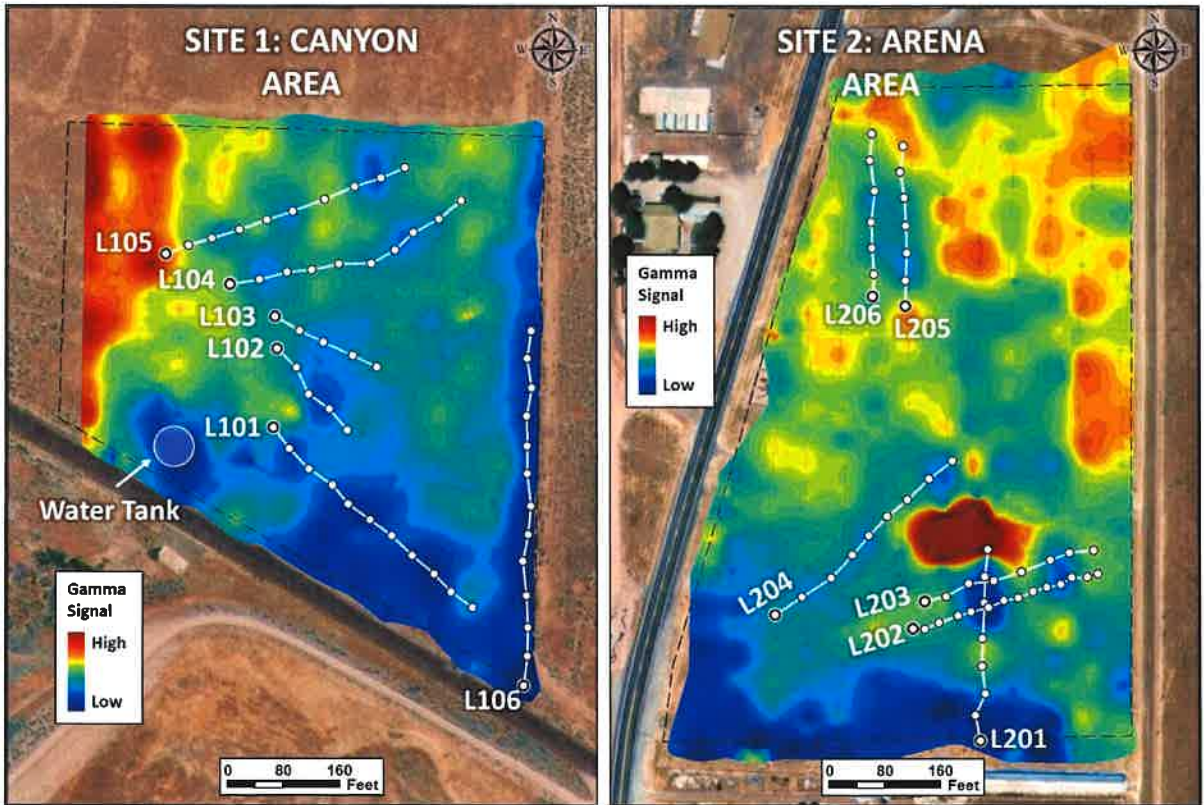 SITE 1: CANYON
AREA
N
W
E
S
L105
L104
L103
L102
L101
Water Tank
Gamma
Signal
High
Low
L106
0 80 160
Feet
SITE 2: ARENA
AREA
N
W
E
S
Gamma
Signal
High
Low
L206
L205
L204
L203
L202
L201
0 80 160
Feet